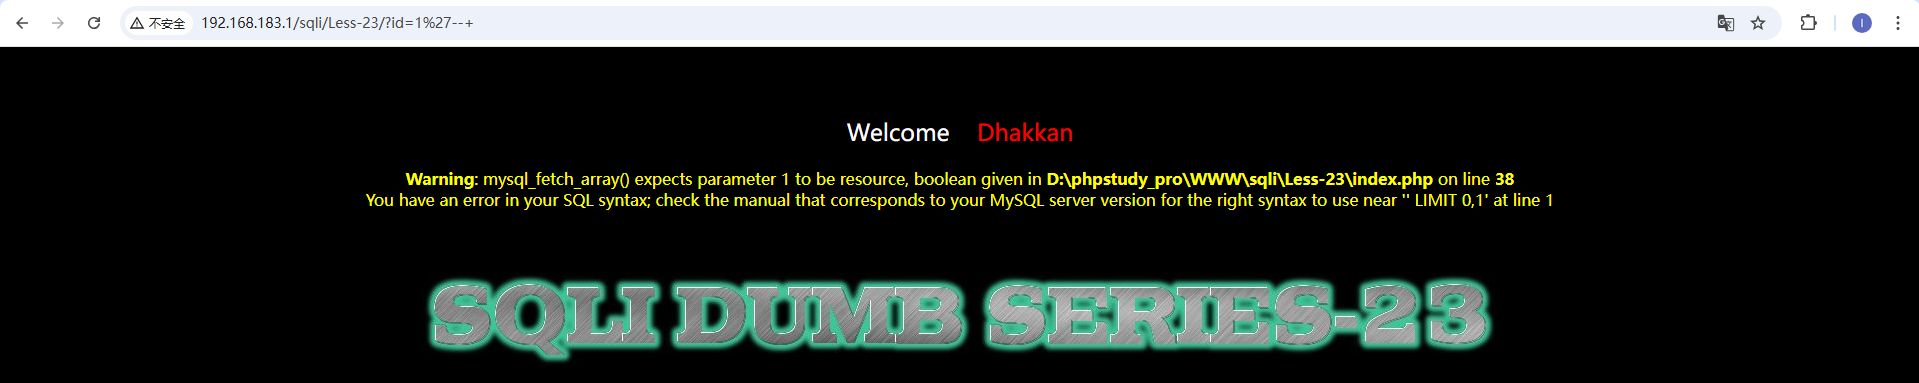 不安全 192.168.183.1/sqli/Less-23/?id=1%27--+
Welcome Dhakkan
Warning: mysql_fetch_array() expects parameter 1 to be resource, boolean given in D:\phpstudy_pro\WWW\sqli\Less-23\index.php on line 38
You have an error in your SQL syntax; check the manual that corresponds to your MySQL server version for the right syntax to use near '' LIMIT 0,1' at line 1
SQLI DUMB SERIES-23